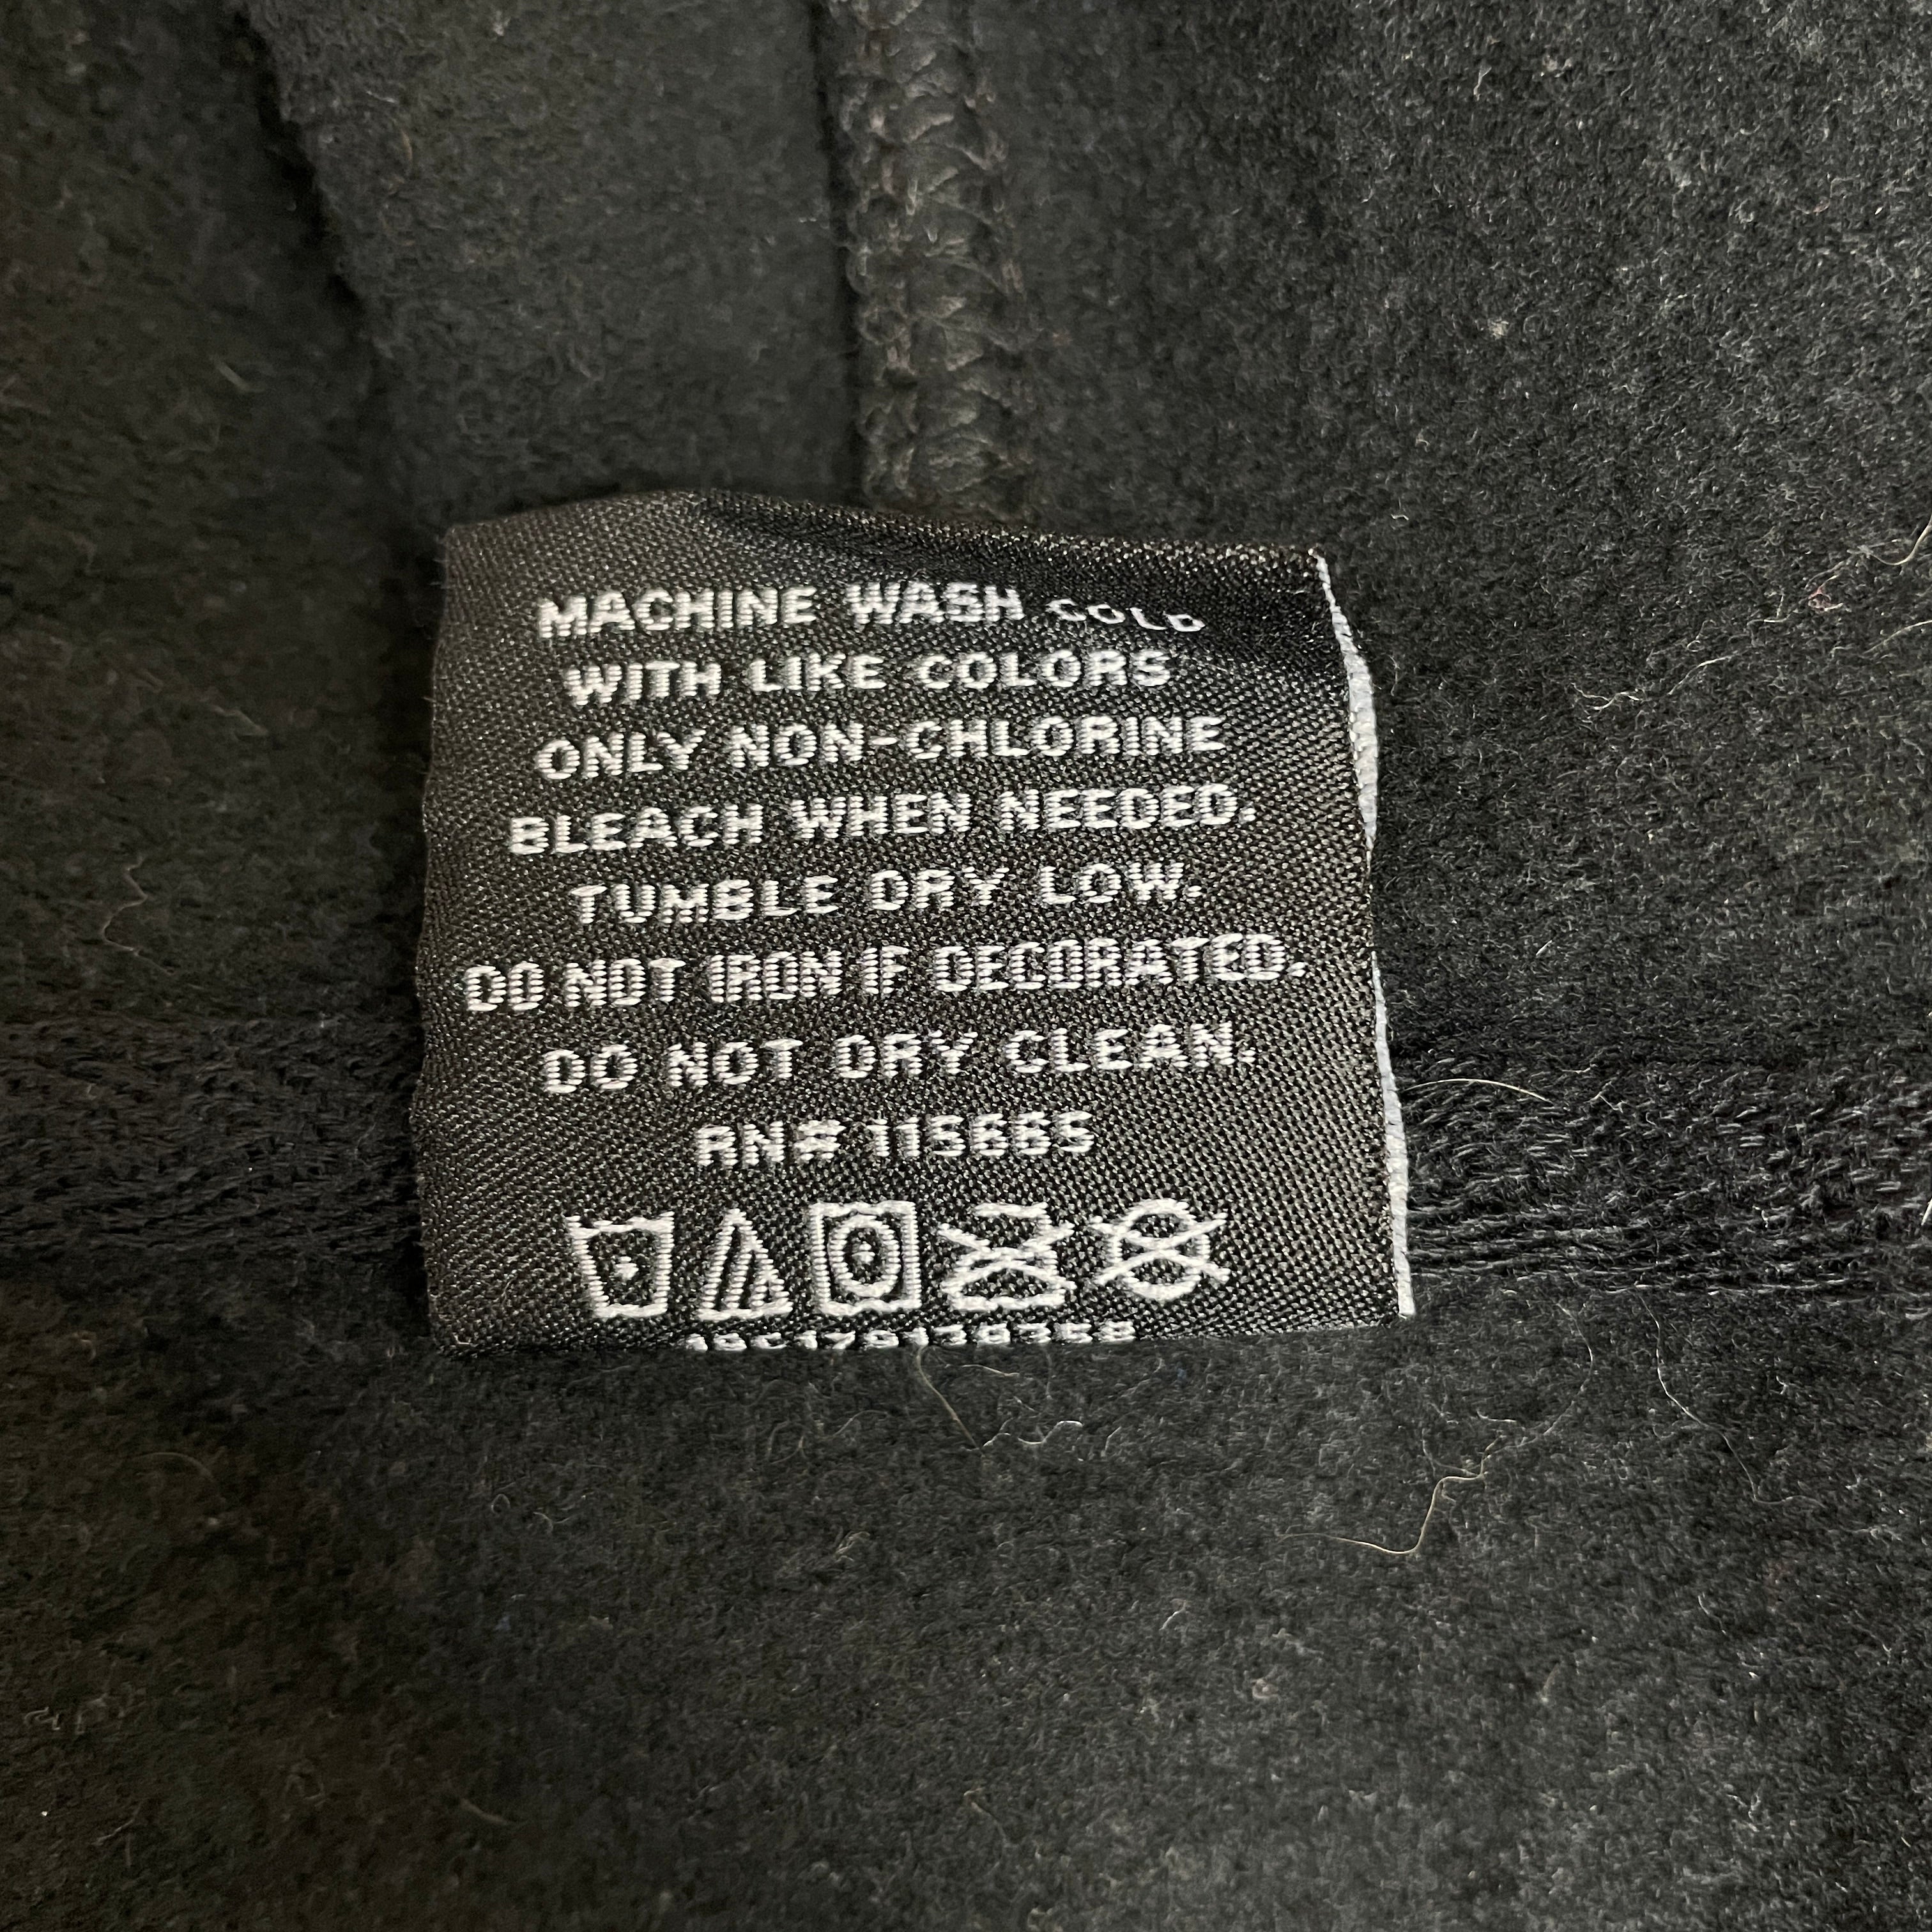 MACHINE WASH COLD
WITH LIKE COLORS
ONLY NON-CHLORINE
BLEACH WHEN NEEDED.
TUMBLE DRY LOW.
DO NOT IRON IF DECORATED.
DO NOT DRY CLEAN.
RN# 115665